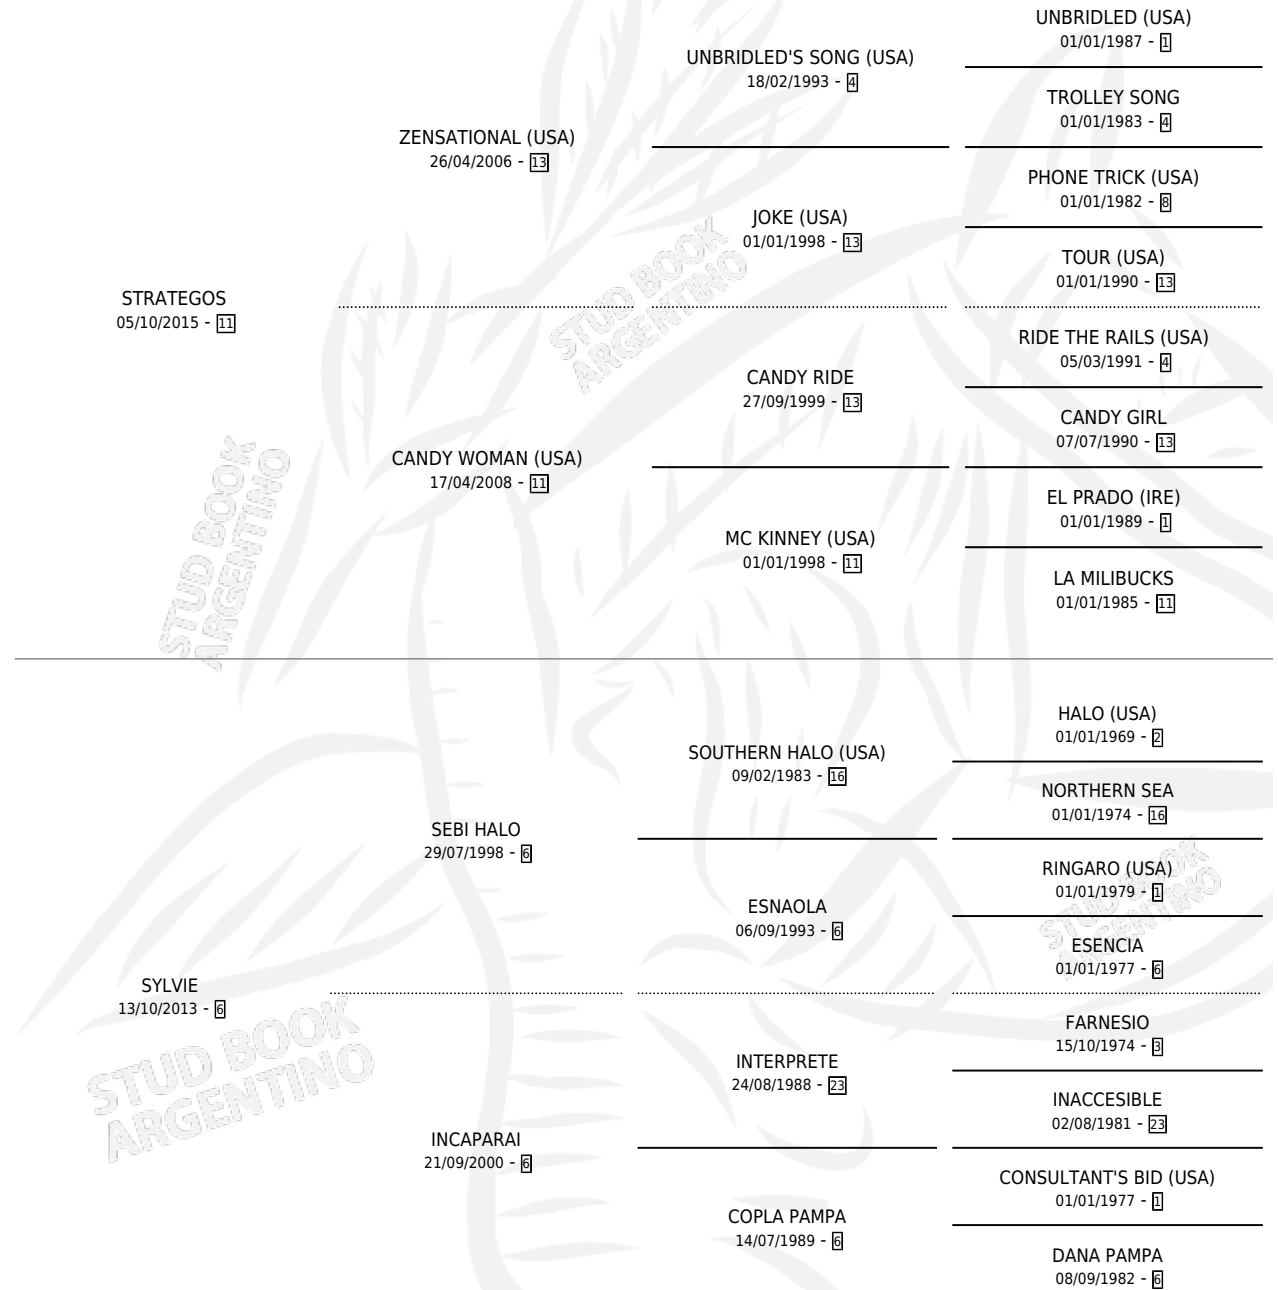 UNBRIDLED (USA)
01/01/1987 - 1
UNBRIDLED'S SONG (USA)
18/02/1993 - 4
TROLLEY SONG
01/01/1983 - 4
ZENSATIONAL (USA)
26/04/2006 - 13
PHONE TRICK (USA)
01/01/1982 - 8
JOKE (USA)
01/01/1998 - 13
TOUR (USA)
01/01/1990 - 13
STRATEGOS
05/10/2015 - 11
RIDE THE RAILS (USA)
05/03/1991 - 4
CANDY RIDE
27/09/1999 - 13
CANDY GIRL
07/07/1990 - 13
CANDY WOMAN (USA)
17/04/2008 - 11
EL PRADO (IRE)
01/01/1989 - 1
MC KINNEY (USA)
01/01/1998 - 11
LA MILIBUCKS
01/01/1985 - 11
HALO (USA)
01/01/1969 - 2
SOUTHERN HALO (USA)
09/02/1983 - 16
NORTHERN SEA
01/01/1974 - 16
SEBI HALO
29/07/1998 - 6
RINGARO (USA)
01/01/1979 - 1
ESNAOLA
06/09/1993 - 6
ESENCIA
01/01/1977 - 6
SYLVIE
13/10/2013 - 6
FARNESIO
15/10/1974 - 3
INTERPRETE
24/08/1988 - 23
INACCESIBLE
02/08/1981 - 23
INCAPARAI
21/09/2000 - 6
CONSULTANT'S BID (USA)
01/01/1977 - 1
COPLA PAMPA
14/07/1989 - 6
DANA PAMPA
08/09/1982 - 6
STUD BOOK
ARGENTINO
STUD BOOK
ARGENTINO
STUD BOOK
ARGENTINO
STUD BOOK
ARGENTINO